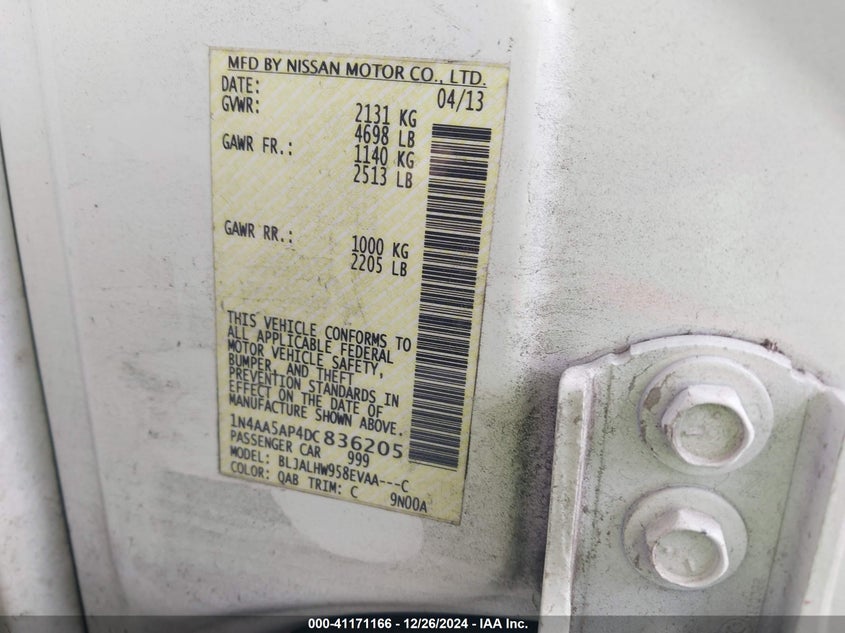 MFD BY NISSAN MOTOR CO., LTD.
DATE: 04/13
GVWR: 2131 KG
4698 LB
GAWR FR.: 1140 KG
2513 LB
GAWR RR.: 1000 KG
2205 LB
THIS VEHICLE CONFORMS TO
ALL APPLICABLE FEDERAL
MOTOR VEHICLE SAFETY,
BUMPER, AND THEFT
PREVENTION STANDARDS IN
EFFECT ON THE DATE OF
MANUFACTURE SHOWN ABOVE.
1N4AA5AP4DC836205
PASSENGER CAR 999
MODEL: BLJALHW958EVAA---C
COLOR: QAB TRIM: C 9N00A
000-41171166 - 12/26/2024 - IAA Inc.